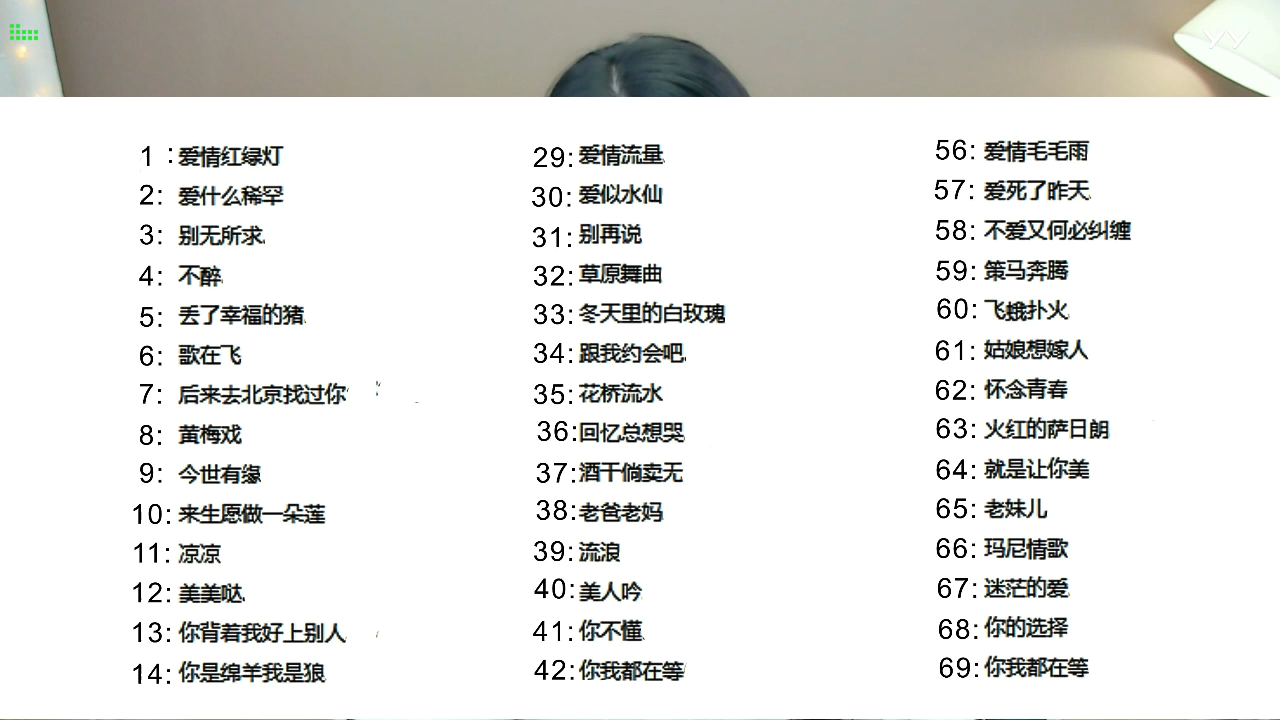 YY
1：爱情红绿灯
2：爱什么稀罕
3：别无所求
4：不醉
5：丢了幸福的猪
6：歌在飞
7：后来去北京找过你
8：黄梅戏
9：今世有缘
10：来生愿做一朵莲
11：凉凉
12：美美哒
13：你背着我好上别人
14：你是绵羊我是狼
29：爱情流量
30：爱似水仙
31：别再说
32：草原舞曲
33：冬天里的白玫瑰
34：跟我约会吧
35：花桥流水
36：回忆总想哭
37：酒干倘卖无
38：老爸老妈
39：流浪
40：美人吟
41：你不懂
42：你我都在等
56：爱情毛毛雨
57：爱死了昨天
58：不爱又何必纠缠
59：策马奔腾
60：飞蛾扑火
61：姑娘想嫁人
62：怀念青春
63：火红的萨日朗
64：就是让你美
65：老妹儿
66：玛尼情歌
67：迷茫的爱
68：你的选择
69：你我都在等